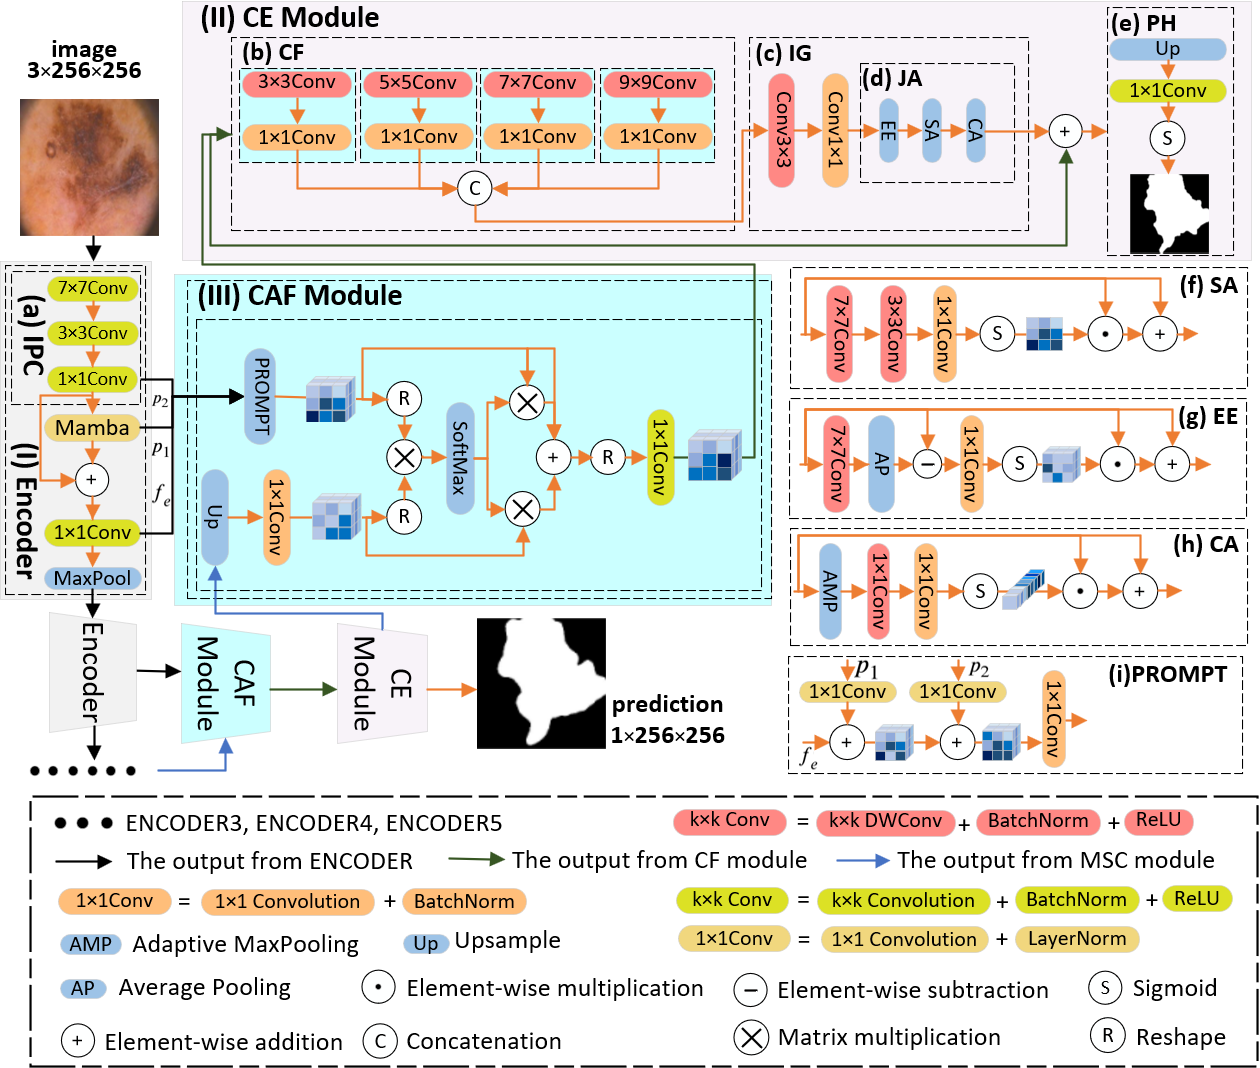 image
3×256×256
(II) CE Module
(b) CF
3×3Conv
5×5Conv
7×7Conv
9×9Conv
1×1Conv
1×1Conv
1×1Conv
1×1Conv
C
(c) IG
Conv3×3
Conv1×1
(d) JA
EE
SA
CA
+
(e) PH
Up
1×1Conv
S
(I) Encoder
(a) IPC
7×7Conv
3×3Conv
1×1Conv
Mamba
+
1×1Conv
MaxPool
p2
p1
fe
(III) CAF Module
PROMPT
R
SoftMax
Up
1×1Conv
R
+
R
1×1Conv
(f) SA
7×7Conv
3×3Conv
1×1Conv
S
+
(g) EE
7×7Conv
AP
−
1×1Conv
S
+
(h) CA
AMP
1×1Conv
1×1Conv
S
+
(i)PROMPT
p1
p2
1×1Conv
1×1Conv
1×1Conv
fe
+
+
Encoder
CAF
Module
CE
Module
prediction
1×256×256
ENCODER3, ENCODER4, ENCODER5
k×k Conv = k×k DWConv + BatchNorm + ReLU
The output from ENCODER
The output from CF module
The output from MSC module
1×1Conv = 1×1 Convolution + BatchNorm
k×k Conv = k×k Convolution + BatchNorm + ReLU
AMP Adaptive MaxPooling
Up Upsample
1×1Conv = 1×1 Convolution + LayerNorm
AP Average Pooling
Element-wise multiplication
− Element-wise subtraction
S Sigmoid
+ Element-wise addition
C Concatenation
Matrix multiplication
R Reshape